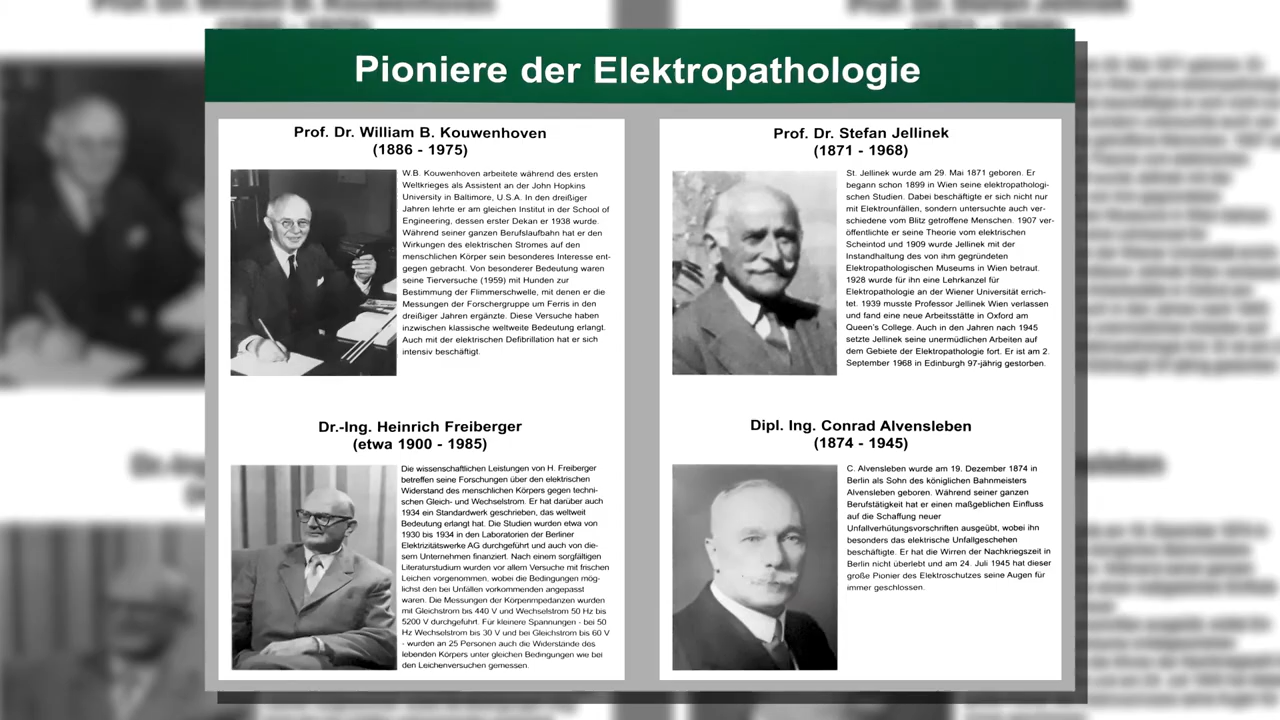 Pioniere der Elektropathologie
Prof. Dr. William B. Kouwenhoven
(1886 - 1975)
W.B. Kouwenhoven arbeitete während des ersten
Weltkrieges als Assistent an der John Hopkins
University in Baltimore, U.S.A. In den dreißiger
Jahren lehrte er am gleichen Institut in der School of
Engineering, dessen erster Dekan er 1938 wurde.
Während seiner ganzen Berufslaufbahn hat er den
Wirkungen des elektrischen Stromes auf den
menschlichen Körper sein besonderes Interesse ent-
gegen gebracht. Von besonderer Bedeutung waren
seine Tierversuche (1959) mit Hunden zur
Bestimmung der Flimmerschwelle, mit denen er die
Messungen der Forschergruppe um Ferris in den
dreißiger Jahren ergänzte. Diese Versuche haben
inzwischen klassische weltweite Bedeutung erlangt.
Auch mit der elektrischen Defibrillation hat er sich
intensiv beschäftigt.
Prof. Dr. Stefan Jellinek
(1871 - 1968)
St. Jellinek wurde am 29. Mai 1871 geboren. Er
begann schon 1899 in Wien seine elektropathologi-
schen Studien. Dabei beschäftigte er sich nicht nur
mit Elektrounfällen, sondern untersuchte auch ver-
schiedene vom Blitz getroffene Menschen. 1907 ver-
öffentlichte er seine Theorie vom elektrischen
Scheintod und 1909 wurde Jellinek mit der
Instandhaltung des von ihm gegründeten
Elektropathologischen Museums in Wien betraut.
1928 wurde für ihn eine Lehrkanzel für
Elektropathologie an der Wiener Universität errich-
tet. 1939 musste Professor Jellinek Wien verlassen
und fand eine neue Arbeitsstätte in Oxford am
Queen's College. Auch in den Jahren nach 1945
setzte Jellinek seine unermüdlichen Arbeiten auf
dem Gebiete der Elektropathologie fort. Er ist am 2.
September 1968 in Edinburgh 97-jährig gestorben.
Dr.-Ing. Heinrich Freiberger
(etwa 1900 - 1985)
Die wissenschaftlichen Leistungen von H. Freiberger
betreffen seine Forschungen über den elektrischen
Widerstand des menschlichen Körpers gegen techni-
schen Gleich- und Wechselstrom. Er hat darüber auch
1934 ein Standardwerk geschrieben, das weltweit
Bedeutung erlangt hat. Die Studien wurden etwa von
1930 bis 1934 in den Laboratorien der Berliner
Elektrizitätswerke AG durchgeführt und auch von die-
sem Unternehmen finanziert. Nach einem sorgfältigen
Literaturstudium wurden vor allem Versuche mit frischen
Leichen vorgenommen, wobei die Bedingungen mög-
lichst den bei Unfällen vorkommenden angepasst
waren. Die Messungen der Körperimpedanzen wurden
mit Gleichstrom bis 440 V und Wechselstrom 50 Hz bis
5200 V durchgeführt. Für kleinere Spannungen - bei 50
Hz Wechselstrom bis 30 V und bei Gleichstrom bis 60 V
- wurden an 25 Personen auch die Widerstände des
lebenden Körpers unter gleichen Bedingungen wie bei
den Leichenversuchen gemessen.
Dipl. Ing. Conrad Alvensleben
(1874 - 1945)
C. Alvensleben wurde am 19. Dezember 1874 in
Berlin als Sohn des königlichen Bahnmeisters
Alvensleben geboren. Während seiner ganzen
Berufstätigkeit hat er einen maßgeblichen Einfluss
auf die Schaffung neuer
Unfallverhütungsvorschriften ausgeübt, wobei ihn
besonders das elektrische Unfallgeschehen
beschäftigte. Er hat die Wirren der Nachkriegszeit in
Berlin nicht überlebt und am 24. Juli 1945 hat dieser
große Pionier des Elektroschutzes seine Augen für
immer geschlossen.